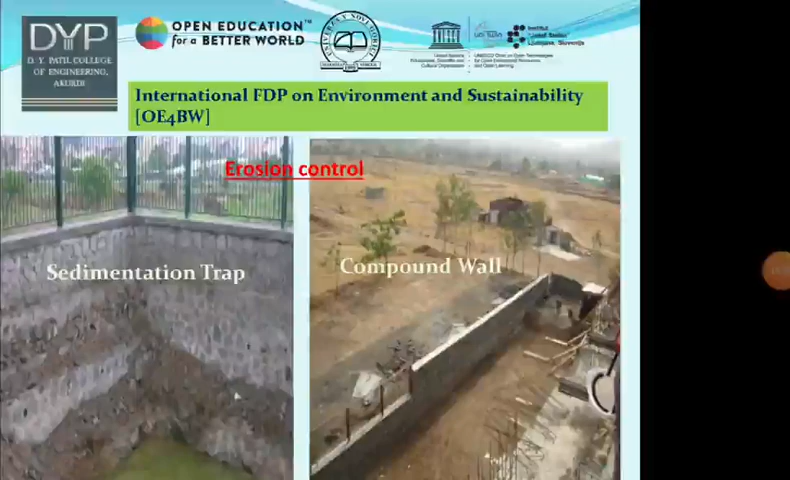 DYP
D. Y. PATIL COLLEGE
OF ENGINEERING,
AKURDI
OPEN EDUCATION™
for a BETTER WORLD
International FDP on Environment and Sustainability
[OE4BW]
Erosion control
Sedimentation Trap
Compound Wall